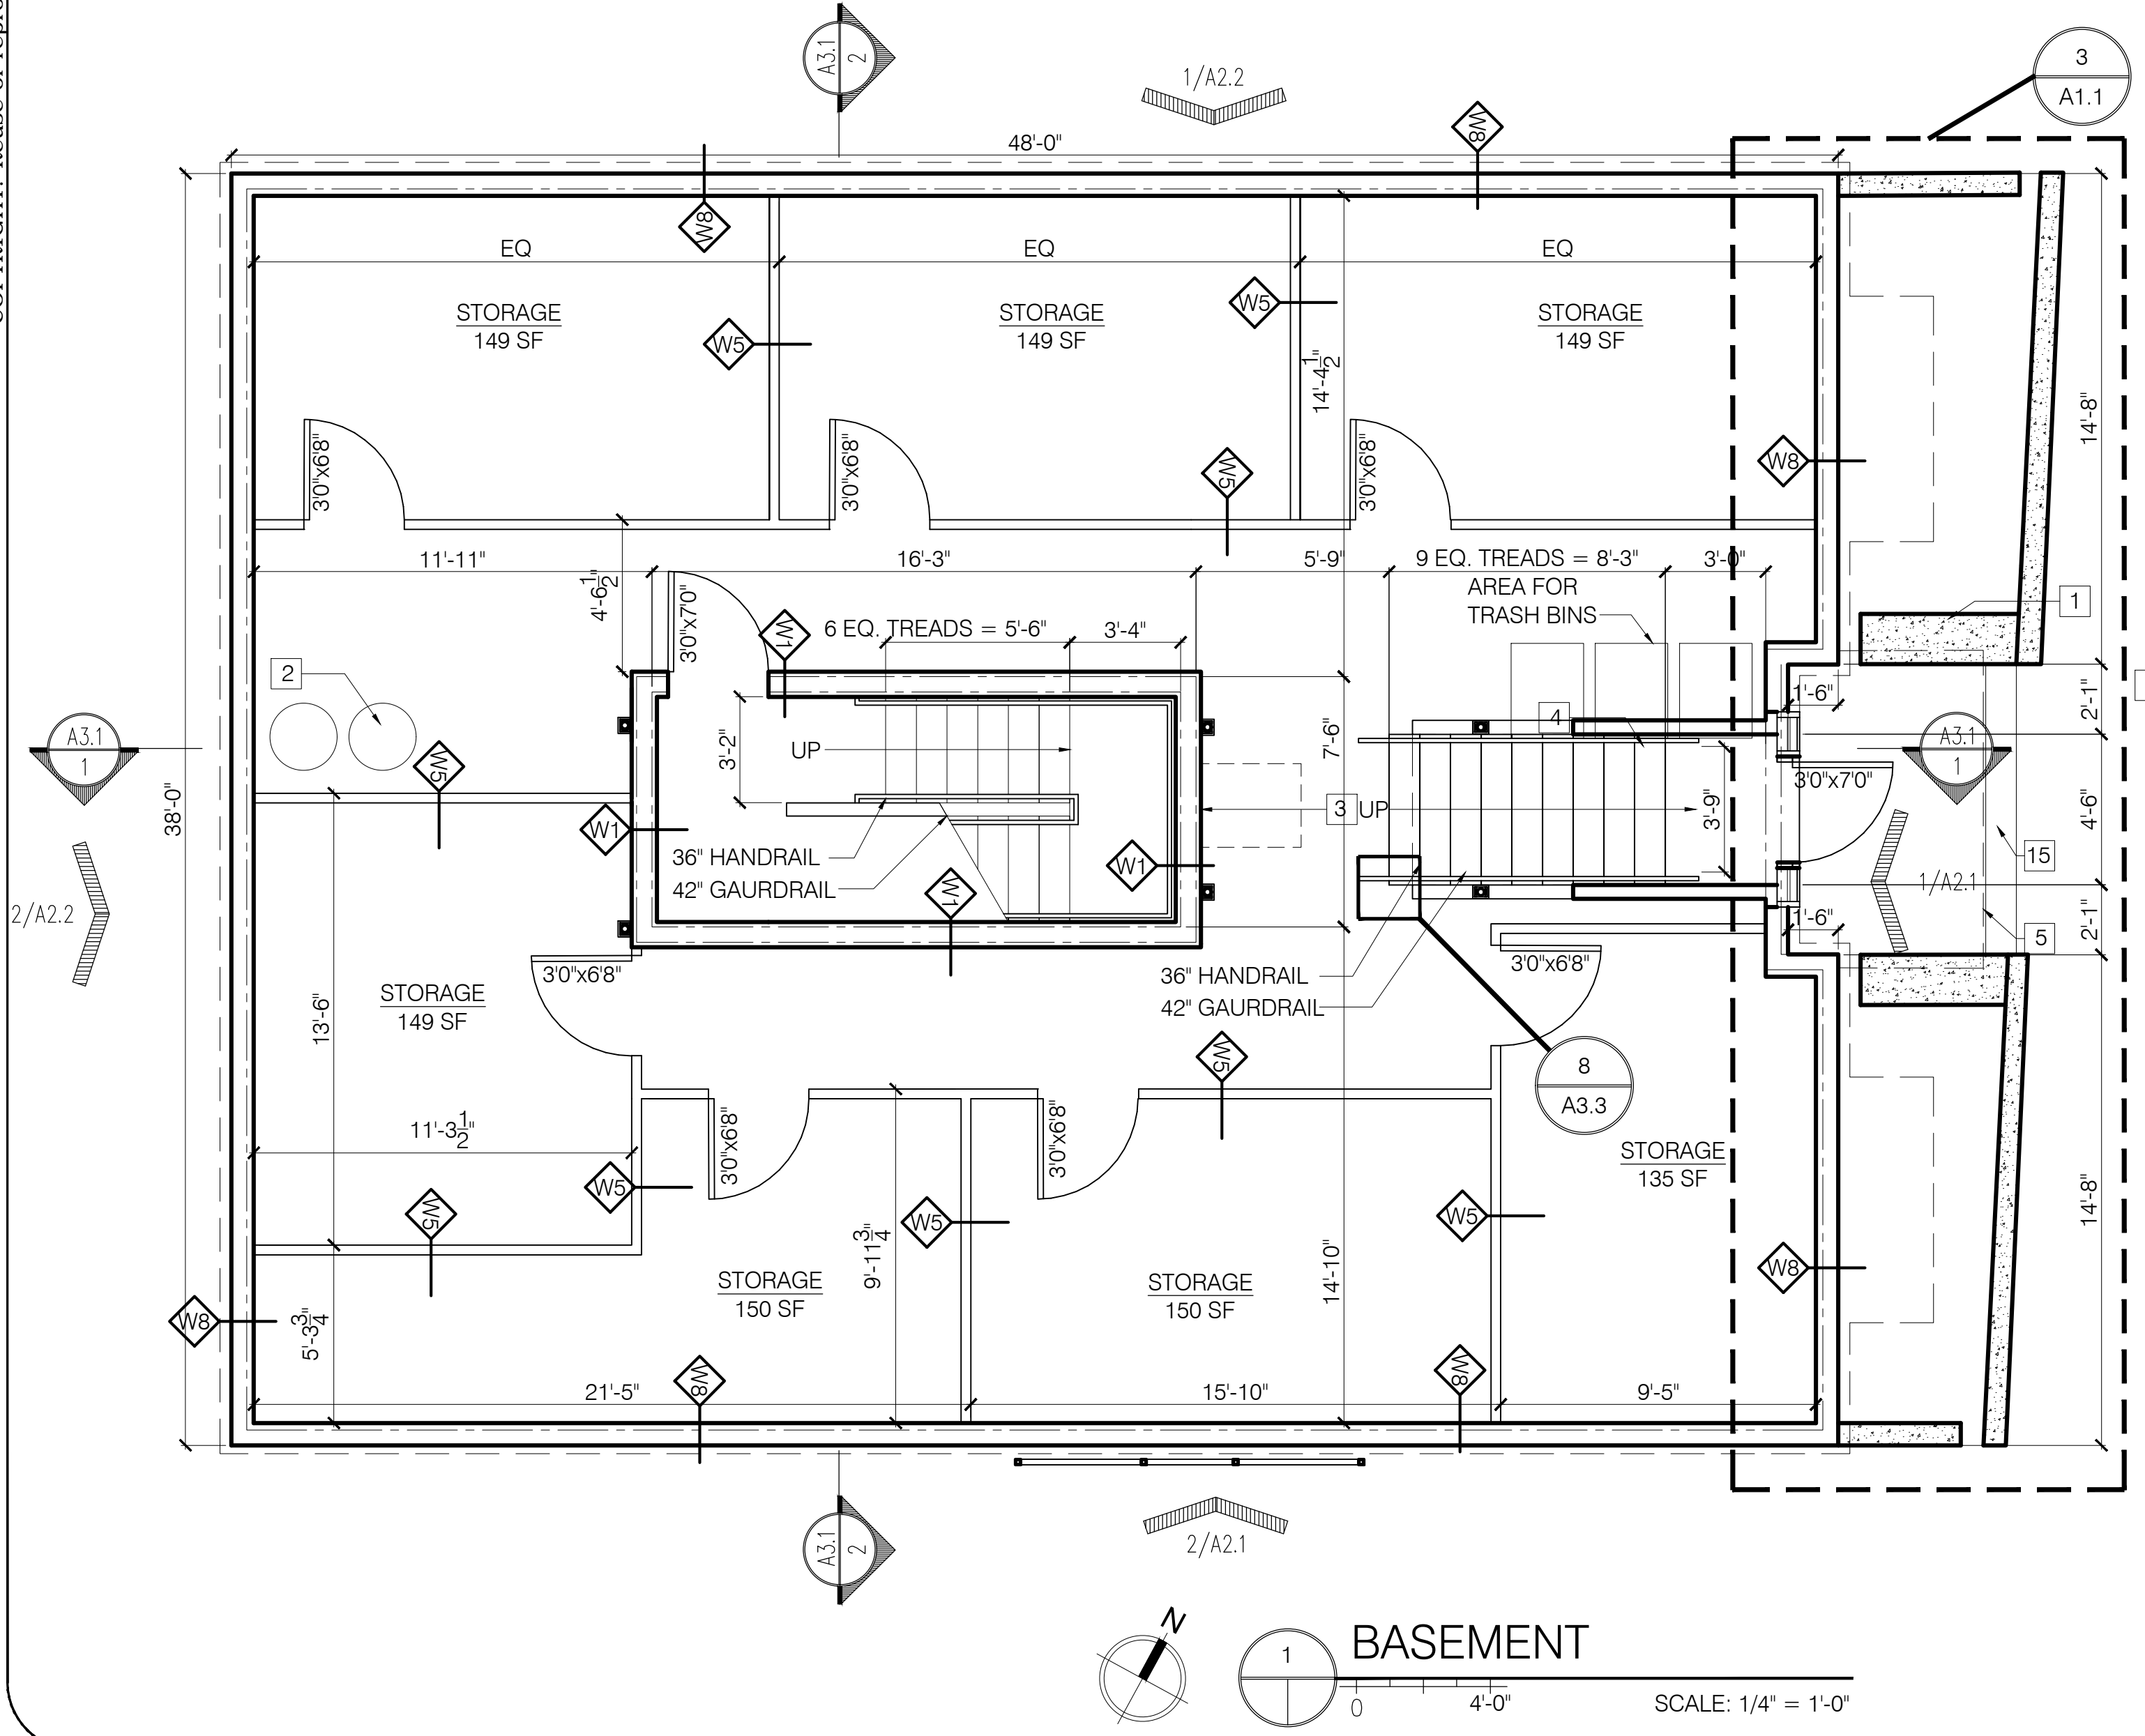 A3.1
2
1/A2.2
3
A1.1
48'-0"
W8
W8
EQ
EQ
EQ
STORAGE
149 SF
STORAGE
149 SF
STORAGE
149 SF
W5
W5
14'-4 1/2"
14'-8"
3'0"x6'8"
3'0"x6'8"
3'0"x6'8"
W5
W8
11'-11"
4'-6 1/2"
16'-3"
5'-9"
9 EQ. TREADS = 8'-3"
3'-0"
AREA FOR
TRASH BINS
1
3'0"x7'0"
W1
6 EQ. TREADS = 5'-6"
3'-4"
2
1'-6"
2'-1"
A3.1
1
38'-0"
W5
3'-2"
UP
7'-6"
4
A3.1
1
3'0"x7'0"
3
UP
3'-9"
4'-6"
W1
W1
36" HANDRAIL
42" GAURDRAIL
W1
15
1/A2.1
2/A2.2
1'-6"
2'-1"
5
3'0"x6'8"
3'0"x6'8"
36" HANDRAIL
42" GAURDRAIL
STORAGE
149 SF
13'-6"
W5
8
A3.3
3'0"x6'8"
3'0"x6'8"
11'-3 1/2"
STORAGE
135 SF
W5
W5
W5
W5
14'-8"
9'-11 3/4"
14'-10"
W8
STORAGE
150 SF
STORAGE
150 SF
W8
5'-3 3/4"
W8
W8
21'-5"
15'-10"
9'-5"
A3.1
2
2/A2.1
N
1
BASEMENT
0
4'-0"
SCALE: 1/4" = 1'-0"